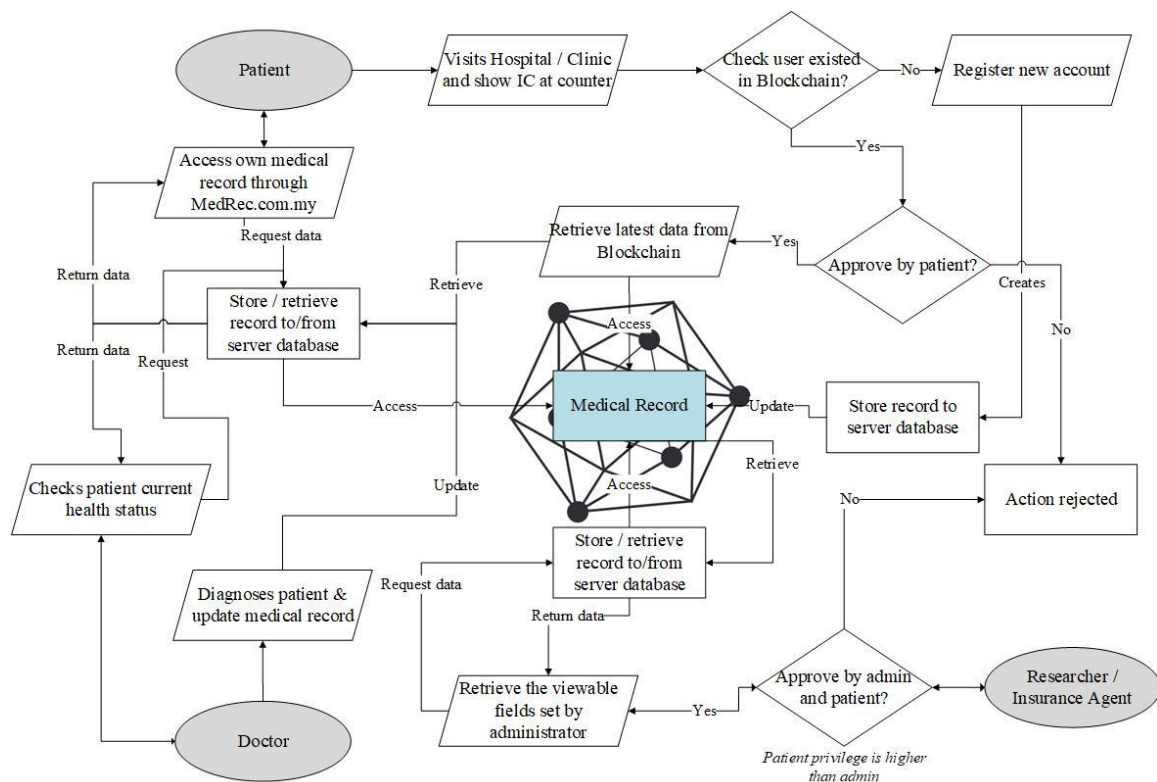 Patient
Visits Hospital / Clinic
and show IC at counter
Check user existed
in Blockchain?
No
Register new account
Yes
Access own medical
record through
MedRec.com.my
Request data
Retrieve latest data from
Blockchain
Yes
Approve by patient?
Return data
Retrieve
Creates
Store / retrieve
record to/from
server database
Access
No
Return data
Request
Access
Medical Record
Update
Store record to
server database
Retrieve
Checks patient current
health status
Update
Access
No
Action rejected
Store / retrieve
record to/from
server database
Request data
Diagnoses patient &
update medical record
Return data
Retrieve the viewable
fields set by
administrator
Yes
Approve by admin
and patient?
Researcher /
Insurance Agent
Doctor
Patient privilege is higher
than admin